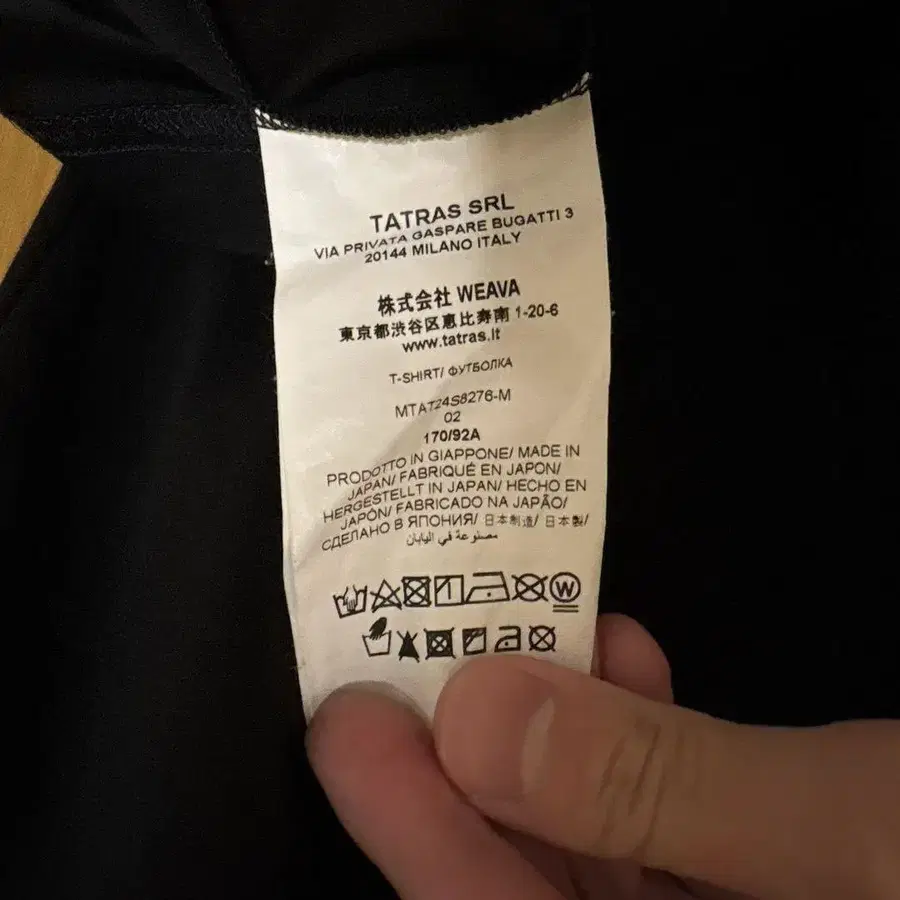 TATRAS SRL
VIA PRIVATA GASPARE BUGATTI 3
20144 MILANO ITALY
株式会社 WEAVA
東京都渋谷区恵比寿南 1-20-6
www.tatras.it
T-SHIRT/ ФУТБОЛКА
MTAT24S8276-M
02
170/92A
PRODOTTO IN GIAPPONE/ MADE IN
JAPAN/ FABRIQUÉ EN JAPON/
HERGESTELLT IN JAPAN/ HECHO EN
JAPÓN/ FABRICADO NA JAPÃO/
СДЕЛАНО В ЯПОНИЯ/ 日本制造/ 日本製/
مصنوعة في اليابان
W